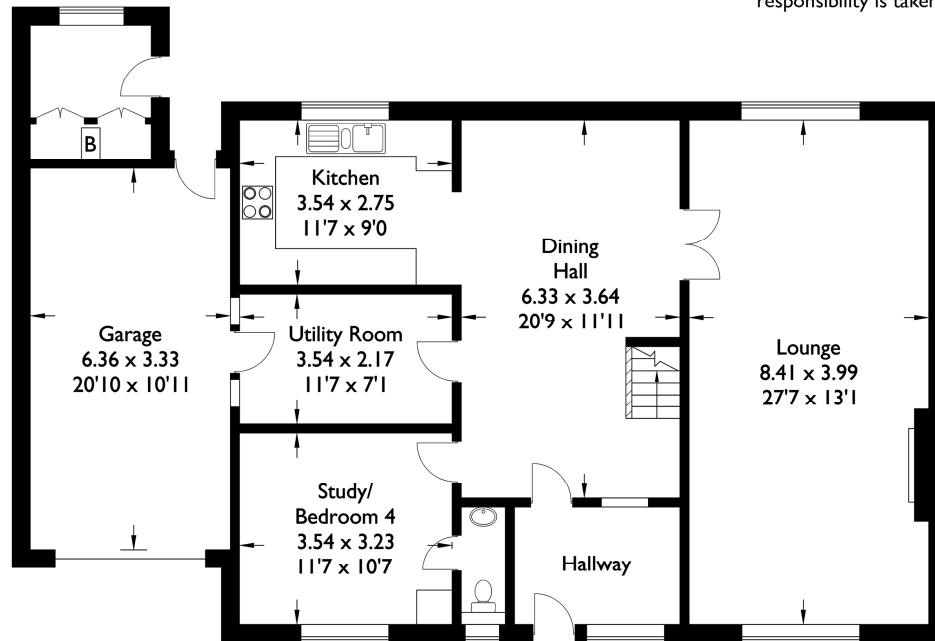 responsibility is taken
B
Kitchen
3.54 x 2.75
11'7 x 9'0
Dining
Hall
6.33 x 3.64
20'9 x 11'11
Garage
6.36 x 3.33
20'10 x 10'11
Utility Room
3.54 x 2.17
11'7 x 7'1
Lounge
8.41 x 3.99
27'7 x 13'1
Study/
Bedroom 4
3.54 x 3.23
11'7 x 10'7
Hallway